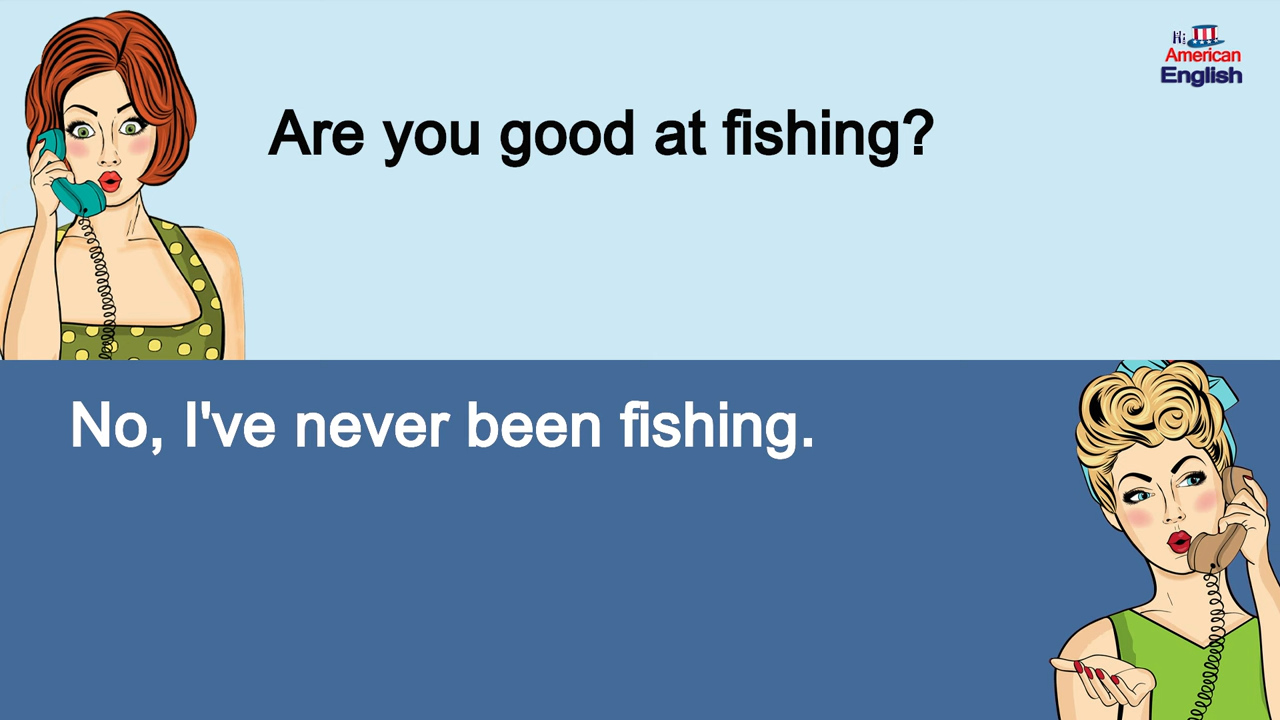 Hi
American
English
Are you good at fishing?
No, I've never been fishing.